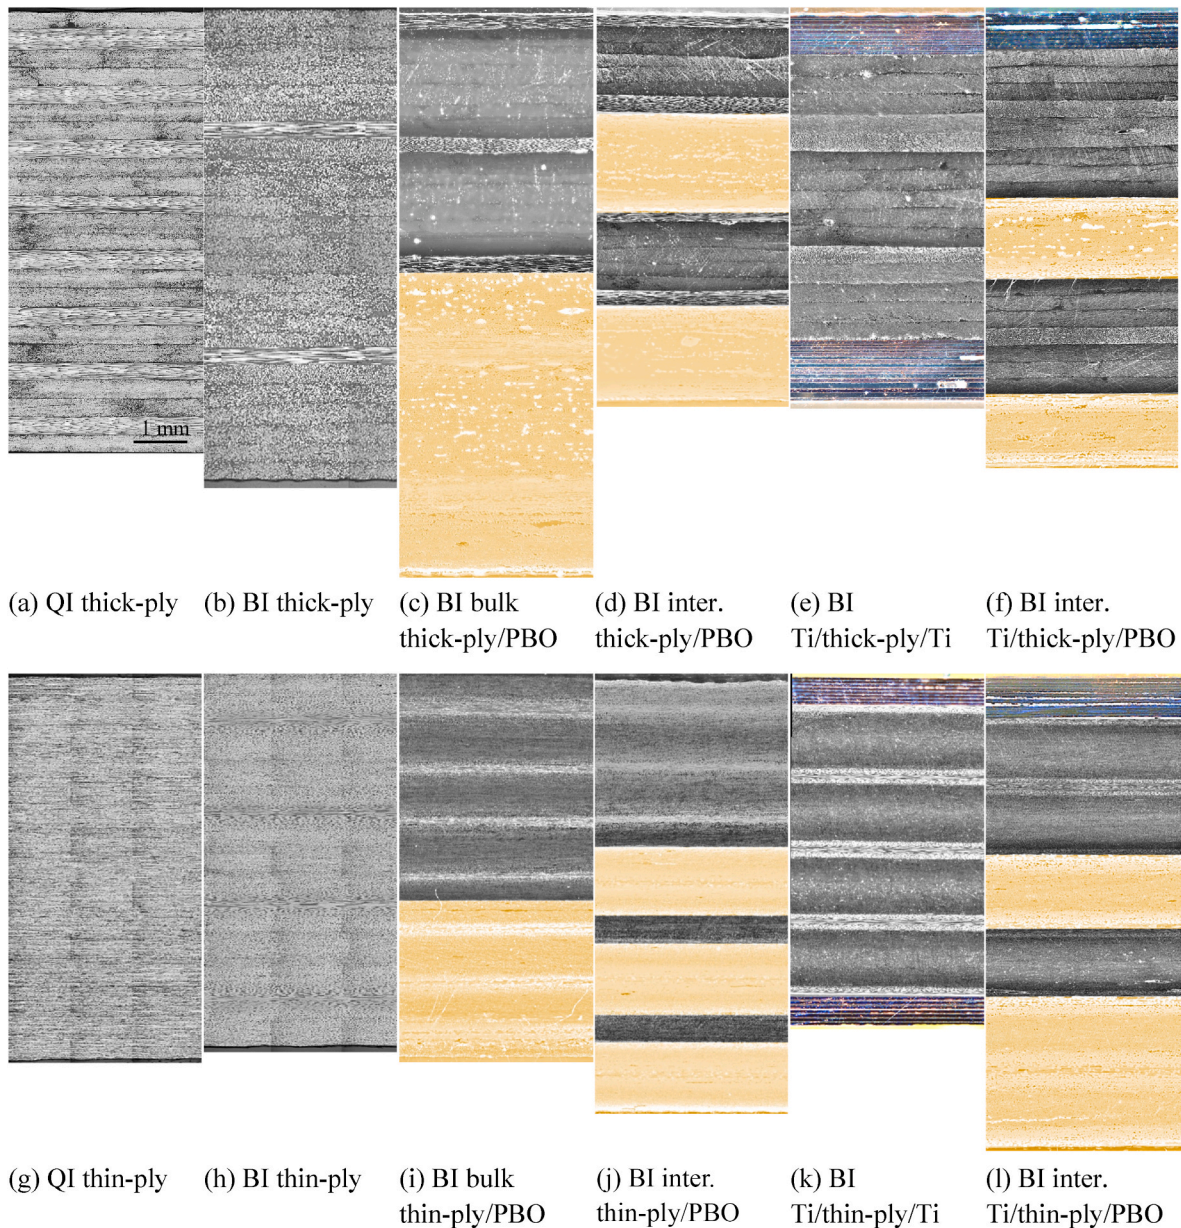 1 mm
(a) QI thick-ply
(b) BI thick-ply
(c) BI bulk
thick-ply/PBO
(d) BI inter.
thick-ply/PBO
(e) BI
Ti/thick-ply/Ti
(f) BI inter.
Ti/thick-ply/PBO
(g) QI thin-ply
(h) BI thin-ply
(i) BI bulk
thin-ply/PBO
(j) BI inter.
thin-ply/PBO
(k) BI
Ti/thin-ply/Ti
(l) BI inter.
Ti/thin-ply/PBO